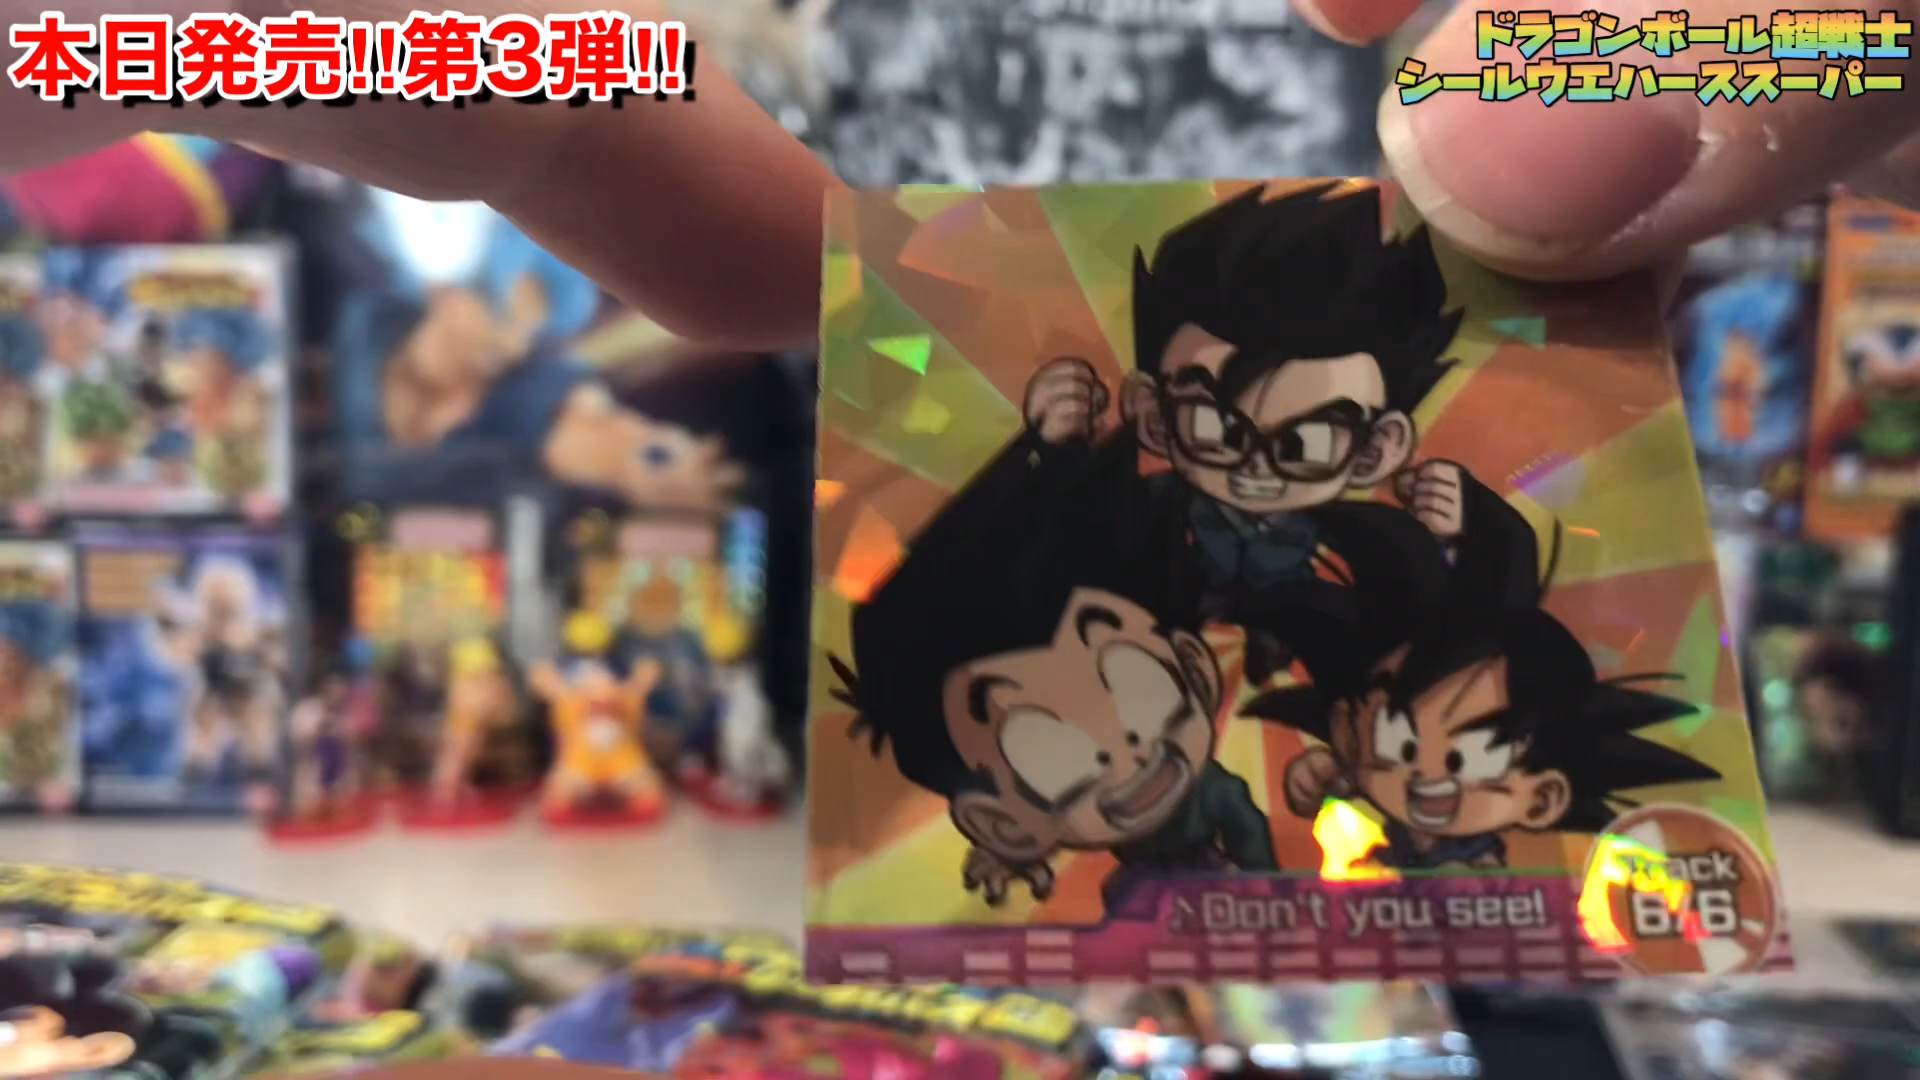 本日発売!!第3弾!!
ドラゴンボール超戦士
シールウエハーススーパー
♪Don't you see!
Track
6/6